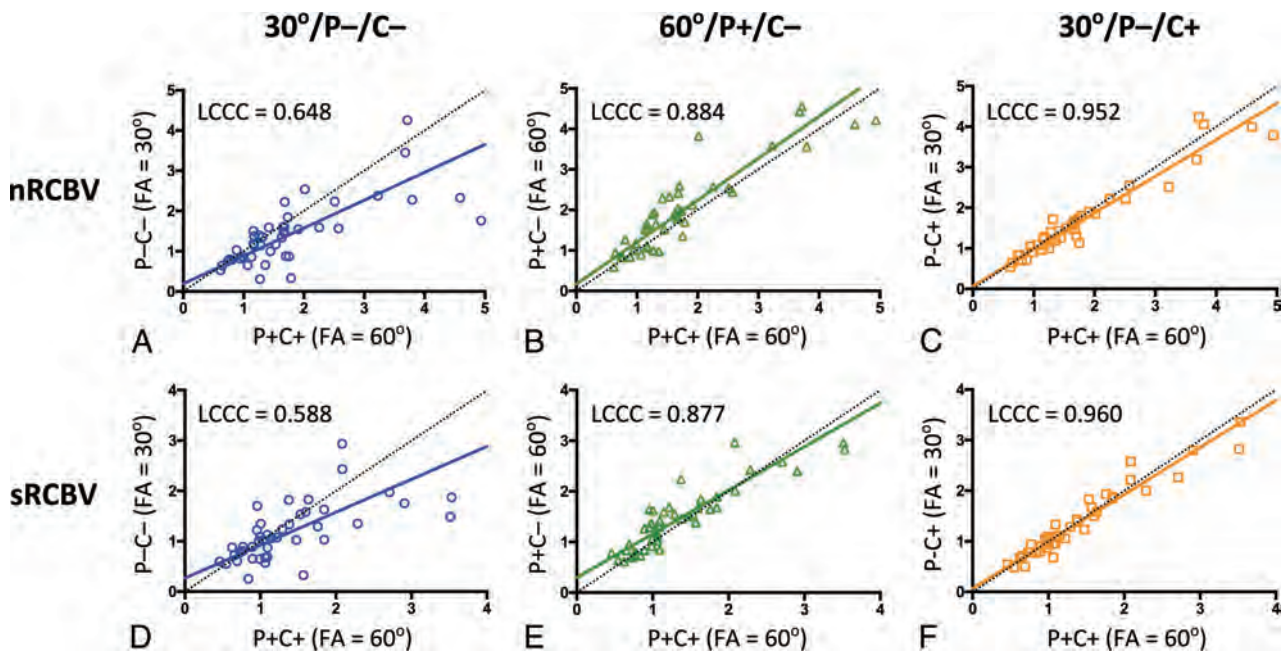 30°/P–/C–
60°/P+/C–
30°/P–/C+
nRCBV
P–C– (FA = 30°)
5
4
3
2
1
0
LCCC = 0.648
0 1 2 3 4 5
A
P+C+ (FA = 60°)
P+C– (FA = 60°)
5
4
3
2
1
0
LCCC = 0.884
0 1 2 3 4 5
B
P+C+ (FA = 60°)
P-C+ (FA = 30°)
5
4
3
2
1
0
LCCC = 0.952
0 1 2 3 4 5
C
P+C+ (FA = 60°)
sRCBV
P–C– (FA = 30°)
4
3
2
1
0
LCCC = 0.588
0 1 2 3 4
D
P+C+ (FA = 60°)
P+C– (FA = 60°)
4
3
2
1
0
LCCC = 0.877
0 1 2 3 4
E
P+C+ (FA = 60°)
P-C+ (FA = 30°)
4
3
2
1
0
LCCC = 0.960
0 1 2 3 4
F
P+C+ (FA = 60°)